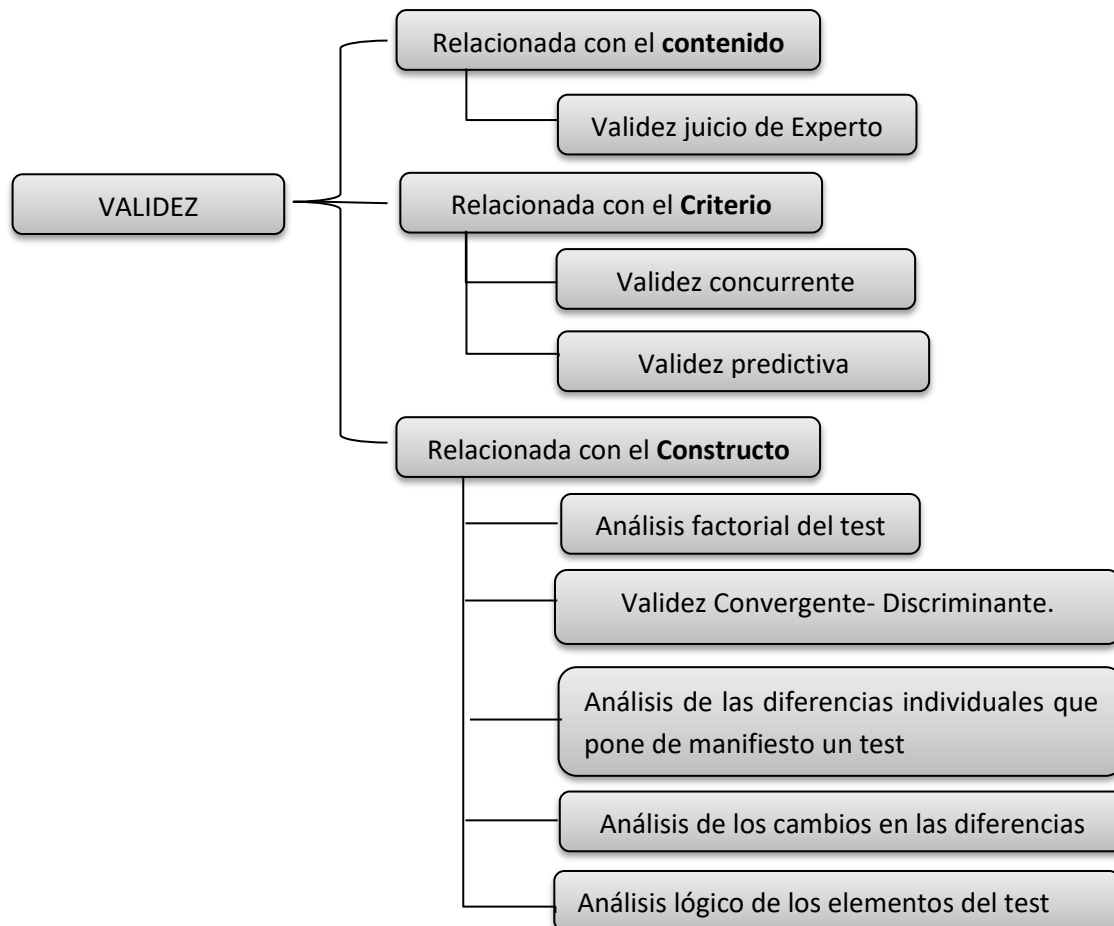 Relacionada con el contenido
Validez juicio de Experto
VALIDEZ
Relacionada con el Criterio
Validez concurrente
Validez predictiva
Relacionada con el Constructo
Análisis factorial del test
Validez Convergente- Discriminante.
Análisis de las diferencias individuales que
pone de manifiesto un test
Análisis de los cambios en las diferencias
Análisis lógico de los elementos del test